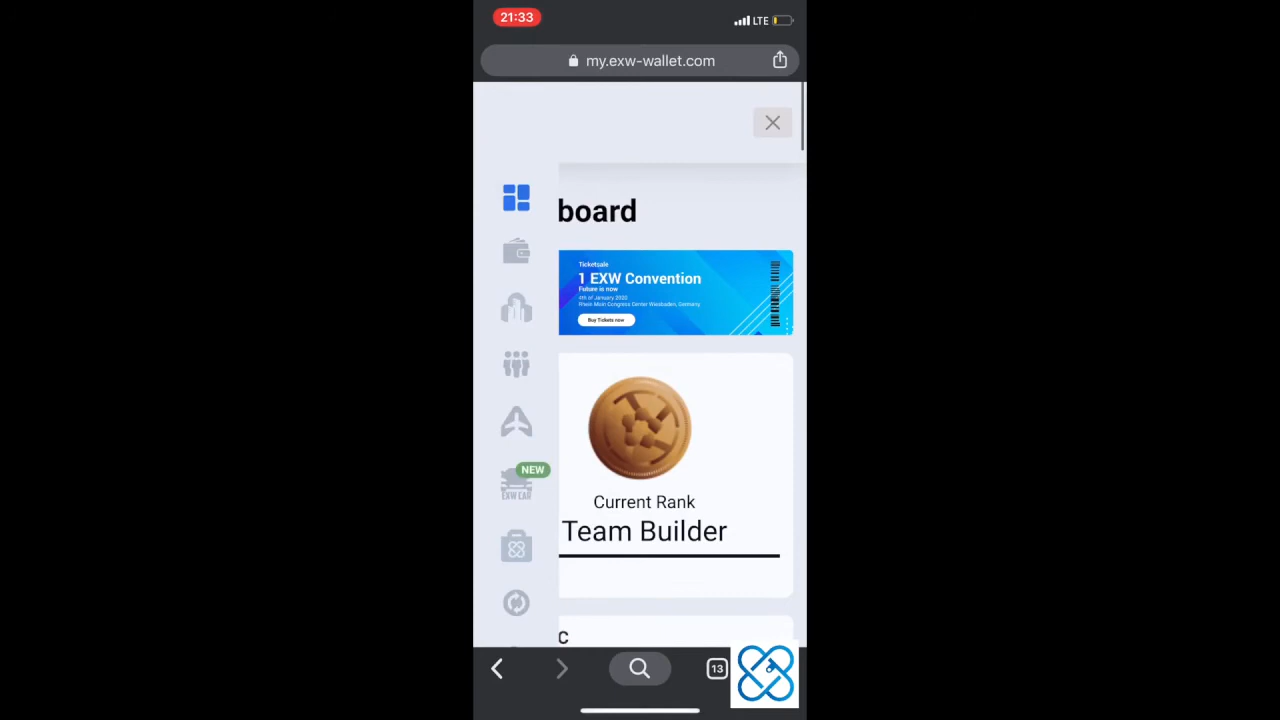 21:33
LTE
my.exw-wallet.com
board
Ticketsale
1 EXW Convention
Future is now
4th of January 2020
Rhein Main Congress Center Wiesbaden, Germany
Buy Tickets now
Current Rank
Team Builder
NEW
EXW CAR
c
13